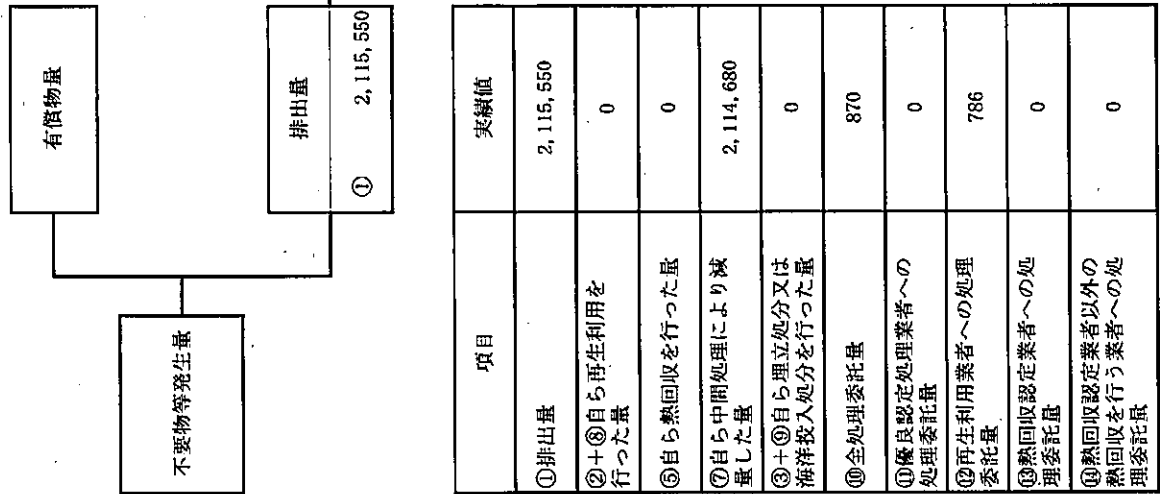 不要物等発生量
有償物量
排出量
① 2,115,550
項目 実績値
①排出量 2,115,550
②+⑧自ら再生利用を
行った量 0
⑤自ら熱回収を行った量 0
⑦自ら中間処理により減
量した量 2,114,680
③+⑨自ら埋立処分又は
海洋投入処分を行った量 0
⑩全処理委託量 870
⑪優良認定処理業者への
処理委託量 0
⑫再生利用業者への処理
委託量 786
⑬熱回収認定業者への処
理委託量 0
⑭熱回収認定業者以外の
熱回収を行う業者への処
理委託量 0